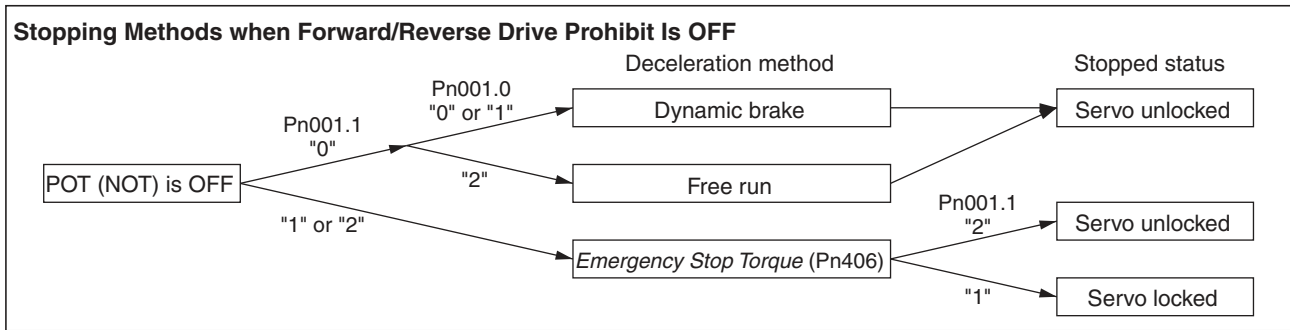 Stopping Methods when Forward/Reverse Drive Prohibit Is OFF
Deceleration method
Stopped status
Pn001.0
"0" or "1"
Dynamic brake
Servo unlocked
Pn001.1
"0"
POT (NOT) is OFF
"2"
Free run
"1" or "2"
Pn001.1
"2"
Servo unlocked
Emergency Stop Torque (Pn406)
"1"
Servo locked